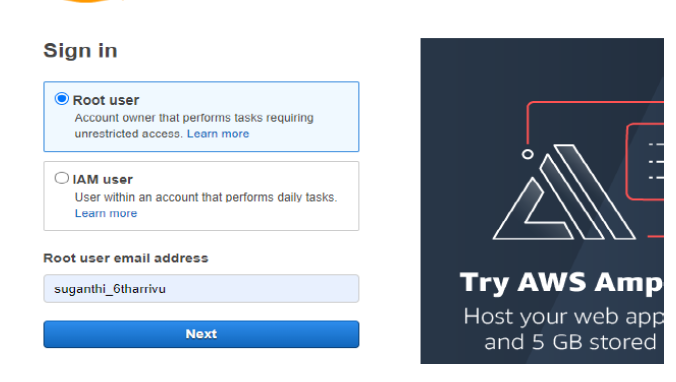 Sign in
Root user
Account owner that performs tasks requiring
unrestricted access. Learn more
IAM user
User within an account that performs daily tasks.
Learn more
Root user email address
suganthi_6tharrivu
Next
Try AWS Amp
Host your web app
and 5 GB stored